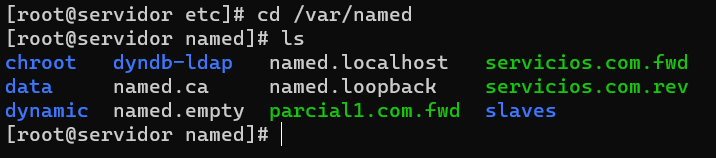 [root@servidor etc]# cd /var/named
[root@servidor named]# ls
chroot   dyndb-ldap   named.localhost   servicios.com.fwd
data     named.ca     named.loopback    servicios.com.rev
dynamic  named.empty  parcial1.com.fwd  slaves
[root@servidor named]#